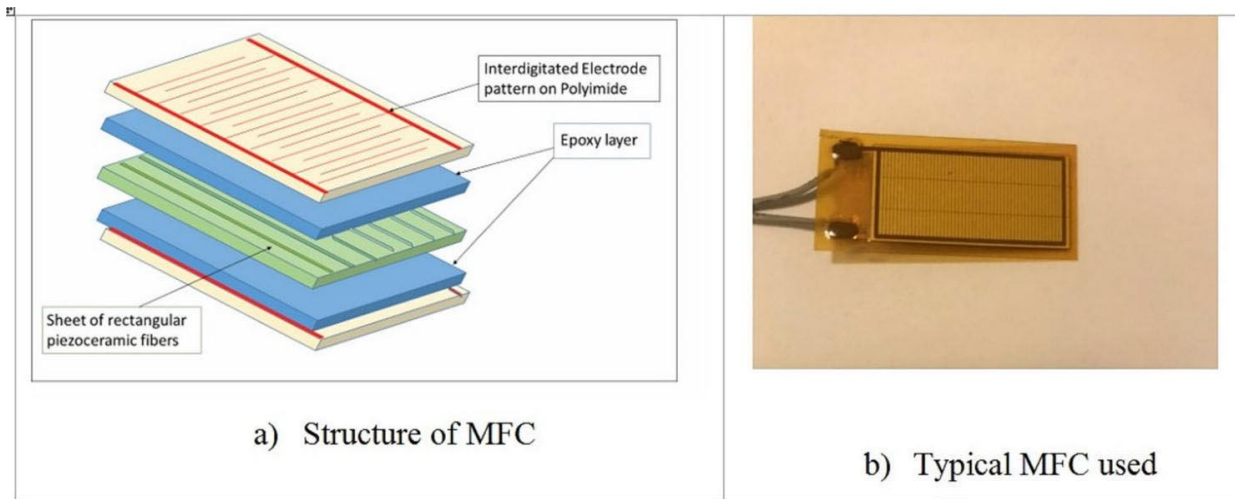 Interdigitated Electrode
pattern on Polyimide
Epoxy layer
Sheet of rectangular
piezoceramic fibers
a) Structure of MFC
b) Typical MFC used